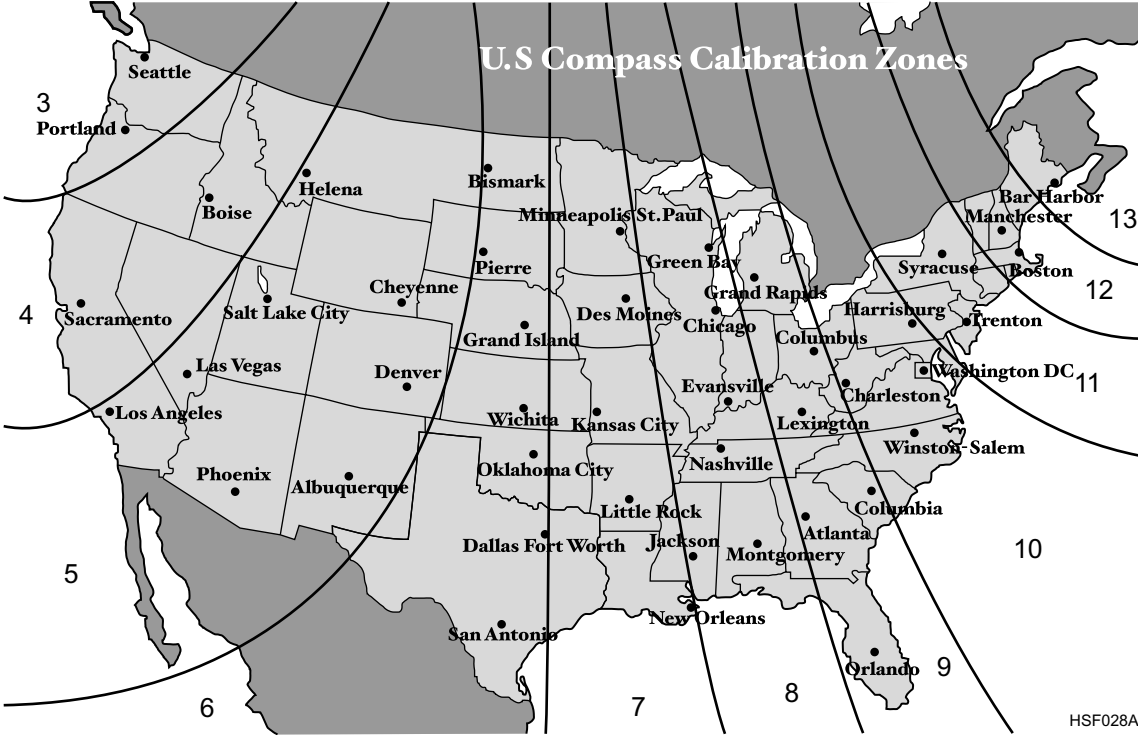 U.S Compass Calibration Zones
Seattle
3
Portland
Helena
Bismark
Boise
Bar Harbor
Minneapolis St.Paul
Manchester
13
Green Bay
Pierre
Syracuse
Boston
Cheyenne
Grand Rapids
12
4
Sacramento
Salt Lake City
Des Moines
Harrisburg
Chicago
Trenton
Grand Island
Columbus
Las Vegas
Denver
Washington DC
11
Evansville
Charleston
Los Angeles
Wichita
Kansas City
Lexington
Winston-Salem
Phoenix
Oklahoma City
Nashville
Albuquerque
Little Rock
Columbia
Dallas Fort Worth
Jackson
Atlanta
Montgomery
10
5
New Orleans
San Antonio
Orlando
9
8
6
7
HSF028A